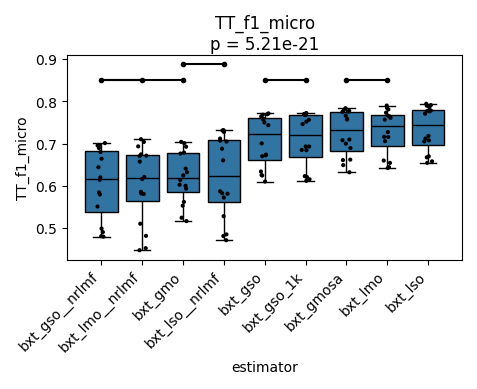 TT_f1_micro
p = 5.21e-21
TT_f1_micro
0.9
0.8
0.7
0.6
0.5
bxt_gso__nrlmf
bxt_lmo__nrlmf
bxt_gmo
bxt_lso__nrlmf
bxt_gso
bxt_gso_1k
bxt_gmosa
bxt_lmo
bxt_lso
estimator